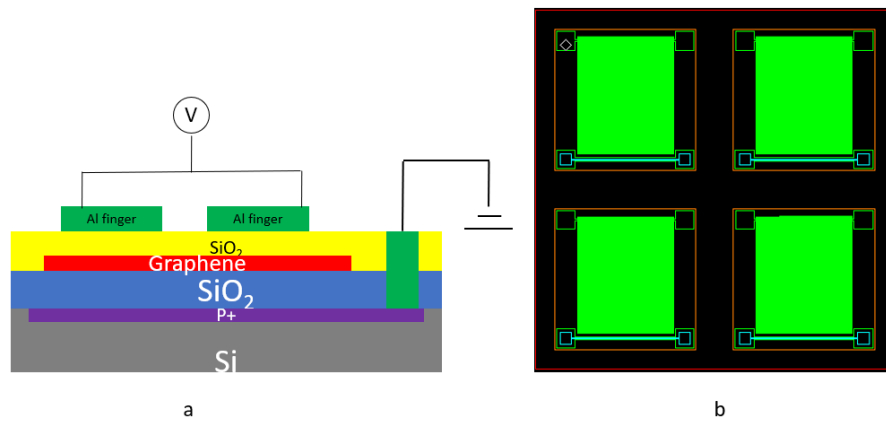 V
Al finger Al finger
SiO₂
Graphene
SiO₂
P+
Si
a b